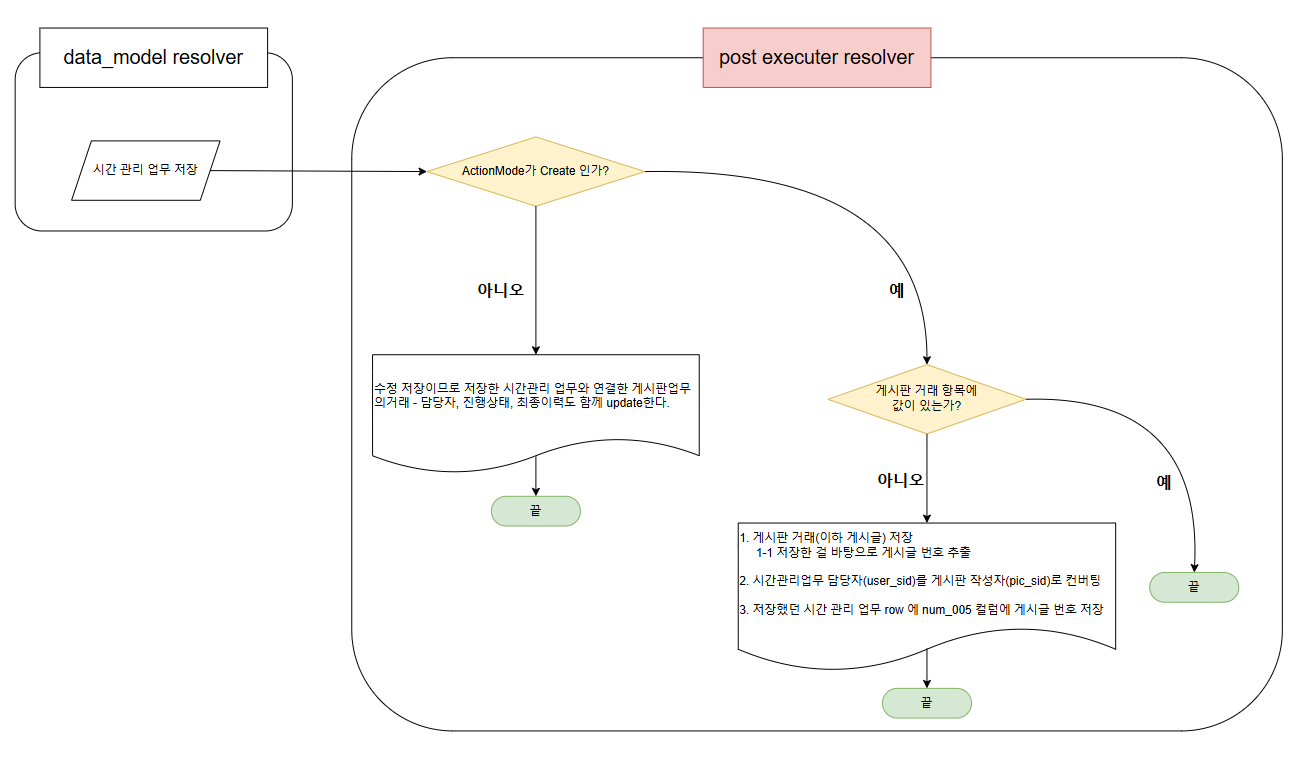 data_model resolver
post executer resolver
시간 관리 업무 저장
ActionMode가 Create 인가?
아니오
예
수정 저장이므로 저장한 시간관리 업무와 연결한 게시판업무
의거래 - 담당자, 진행상태, 최종이력도 함께 update한다.
끝
게시판 거래 항목에
값이 있는가?
아니오
예
1. 게시판 거래(이하 게시글) 저장
1-1 저장한 걸 바탕으로 게시글 번호 추출
2. 시간관리업무 담당자(user_sid)를 게시판 작성자(pic_sid)로 컨버팅
3. 저장했던 시간 관리 업무 row 에 num_005 컬럼에 게시글 번호 저장
끝
끝